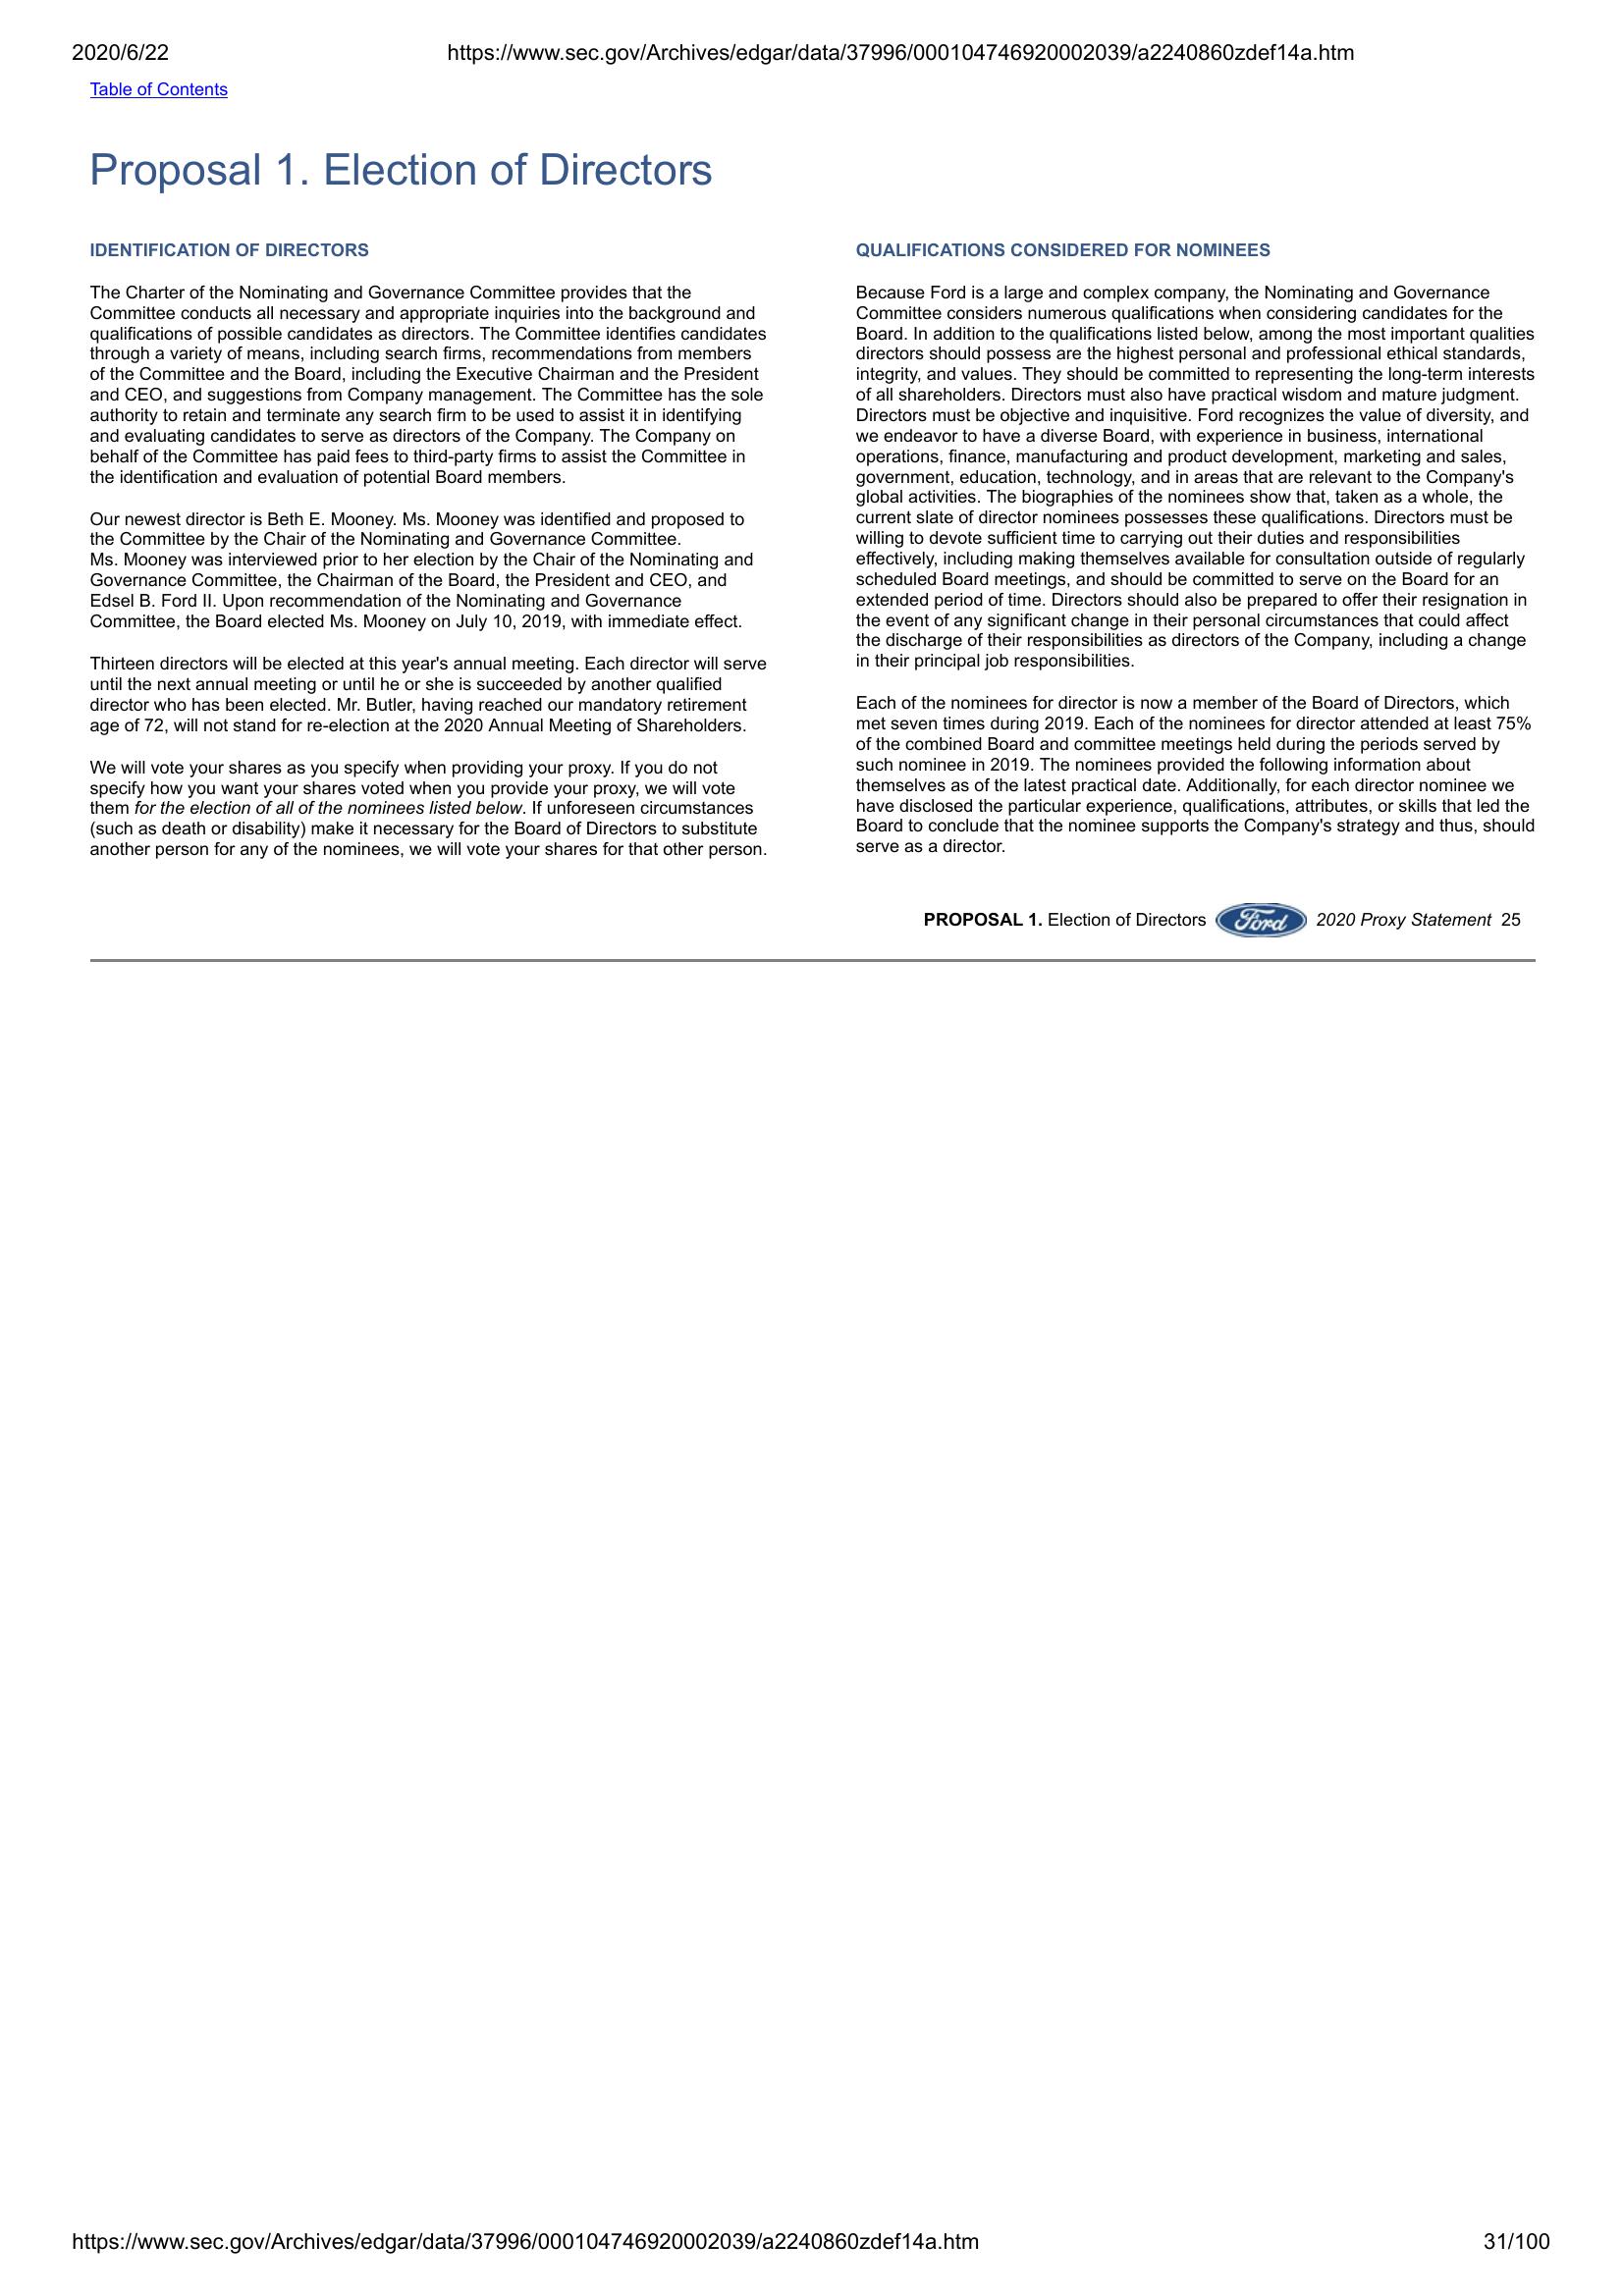 2020/6/22
https://www.sec.gov/Archives/edgar/data/37996/000104746920002039/a2240860zdef14a.htm
Table of Contents
Proposal 1. Election of Directors
IDENTIFICATION OF DIRECTORS
The Charter of the Nominating and Governance Committee provides that the
Committee conducts all necessary and appropriate inquiries into the background and
qualifications of possible candidates as directors. The Committee identifies candidates
through a variety of means, including search firms, recommendations from members
of the Committee and the Board, including the Executive Chairman and the President
and CEO, and suggestions from Company management. The Committee has the sole
authority to retain and terminate any search firm to be used to assist it in identifying
and evaluating candidates to serve as directors of the Company. The Company on
behalf of the Committee has paid fees to third-party firms to assist the Committee in
the identification and evaluation of potential Board members.
Our newest director is Beth E. Mooney. Ms. Mooney was identified and proposed to
the Committee by the Chair of the Nominating and Governance Committee.
Ms. Mooney was interviewed prior to her election by the Chair of the Nominating and
Governance Committee, the Chairman of the Board, the President and CEO, and
Edsel B. Ford II. Upon recommendation of the Nominating and Governance
Committee, the Board elected Ms. Mooney on July 10, 2019, with immediate effect.
Thirteen directors will be elected at this year's annual meeting. Each director will serve
until the next annual meeting or until he or she is succeeded by another qualified
director who has been elected. Mr. Butler, having reached our mandatory retirement
age of 72, will not stand for re-election at the 2020 Annual Meeting of Shareholders.
We will vote your shares as you specify when providing your proxy. If you do not
specify how you want your shares voted when you provide your proxy, we will vote
them for the election of all of the nominees listed below. If unforeseen circumstances
(such as death or disability) make it necessary for the Board of Directors to substitute
another person for any of the nominees, we will vote your shares for that other person.
QUALIFICATIONS CONSIDERED FOR NOMINEES
Because Ford is a large and complex company, the Nominating and Governance
Committee considers numerous qualifications when considering candidates for the
Board. In addition to the qualifications listed below, among the most important qualities
directors should possess are the highest personal and professional ethical standards,
integrity, and values. They should be committed to representing the long-term interests
of all shareholders. Directors must also have practical wisdom and mature judgment.
Directors must be objective and inquisitive. Ford recognizes the value of diversity, and
we endeavor to have a diverse Board, with experience in business, international
operations, finance, manufacturing and product development, marketing and sales,
government, education, technology, and in areas that are relevant to the Company's
global activities. The biographies of the nominees show that, taken as a whole, the
current slate of director nominees possesses these qualifications. Directors must be
willing to devote sufficient time to carrying out their duties and responsibilities
effectively, including making themselves available for consultation outside of regularly
scheduled Board meetings, and should be committed to serve on the Board for an
extended period of time. Directors should also be prepared to offer their resignation in
the event of any significant change in their personal circumstances that could affect
the discharge of their responsibilities as directors of the Company, including a change
in their principal job responsibilities.
Each of the nominees for director is now a member of the Board of Directors, which
met seven times during 2019. Each of the nominees for director attended at least 75%
of the combined Board and committee meetings held during the periods served by
such nominee in 2019. The nominees provided the following information about
themselves as of the latest practical date. Additionally, for each director nominee we
have disclosed the particular experience, qualifications, attributes, or skills that led the
Board to conclude that the nominee supports the Company's strategy and thus, should
serve as a director.
PROPOSAL 1. Election of Directors Ford 2020 Proxy Statement 25
https://www.sec.gov/Archives/edgar/data/37996/000104746920002039/a2240860zdef14a.htm
31/100